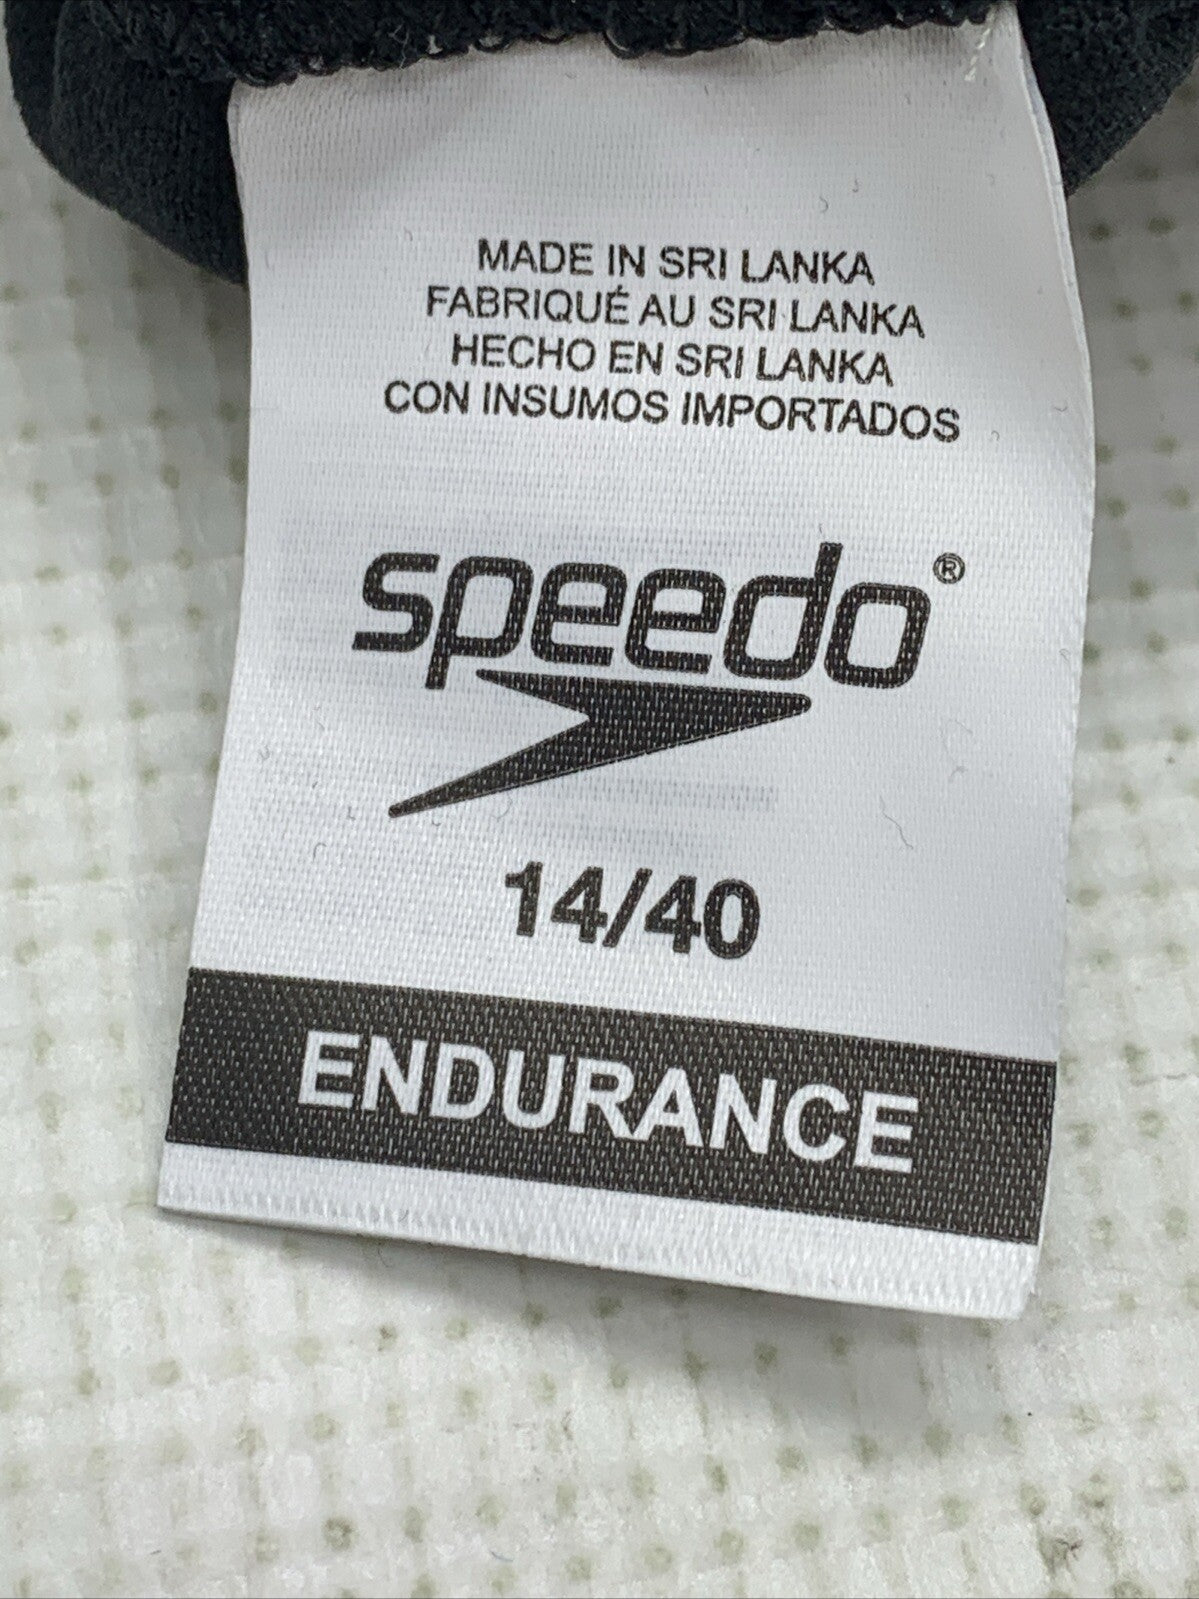 MADE IN SRI LANKA
FABRIQUÉ AU SRI LANKA
HECHO EN SRI LANKA
CON INSUMOS IMPORTADOS
speedo®
14/40
ENDURANCE